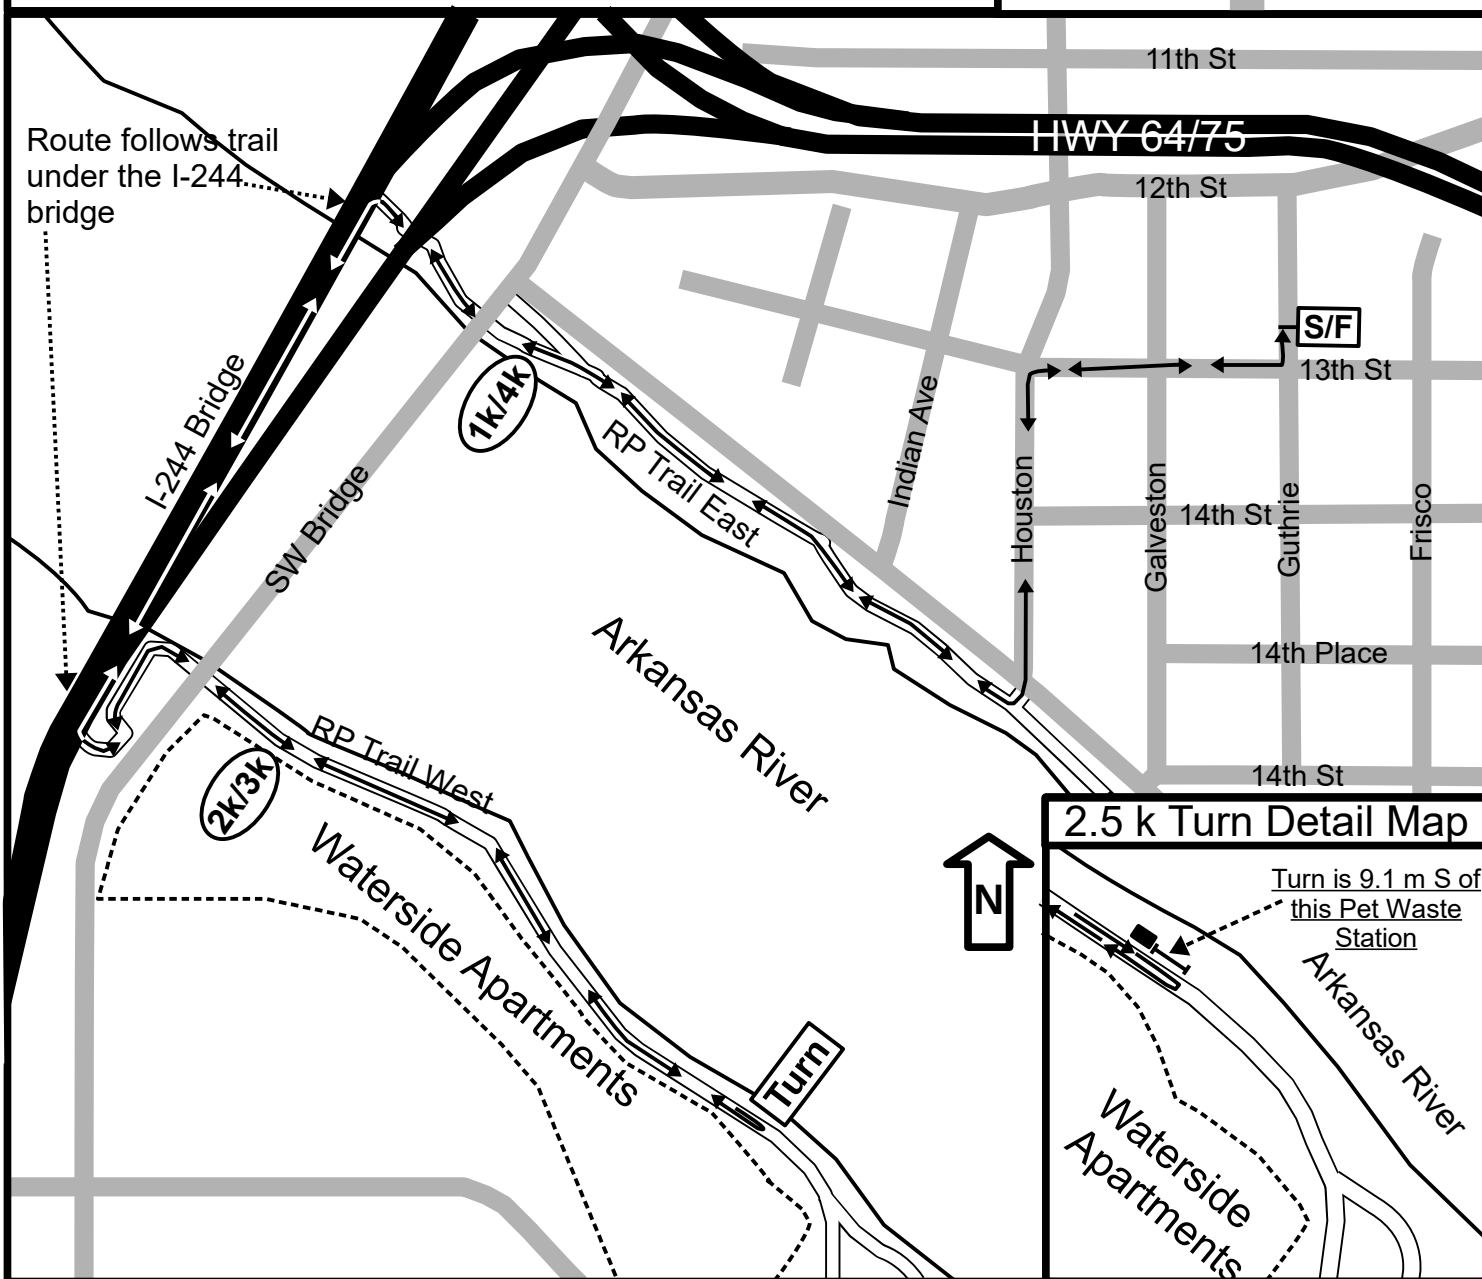 11th St
HWY 64/75
Route follows trail
under the I-244
bridge
12th St
S/F
13th St
I-244 Bridge
1k/4k
SW Bridge
RP Trail East
Indian Ave
Houston
Galveston
14th St
Guthrie
Frisco
Arkansas River
14th Place
RP Trail West
2k/3k
14th St
2.5 k Turn Detail Map
Waterside Apartments
N
Turn is 9.1 m S of
this Pet Waste
Station
Arkansas River
Turn
Waterside
Apartments